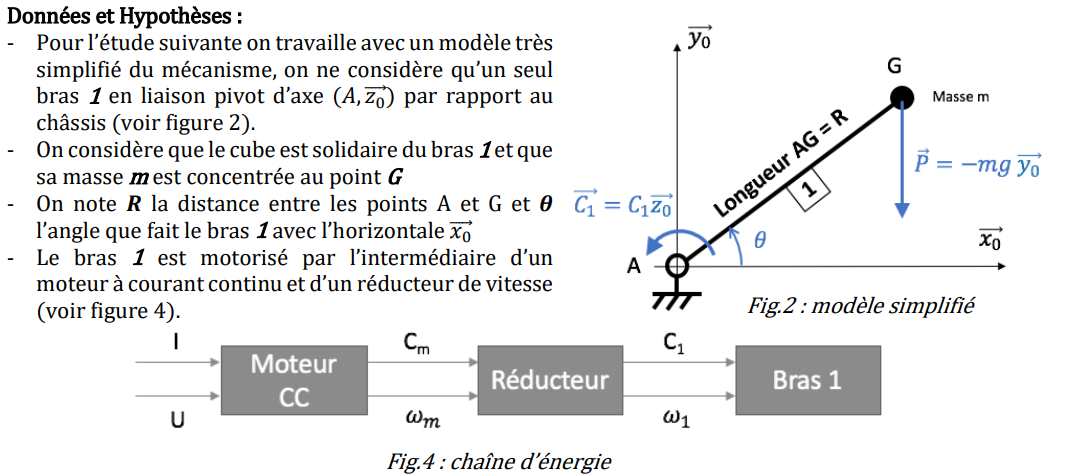 Données et Hypothèses :
- Pour l’étude suivante on travaille avec un modèle très
simplifié du mécanisme, on ne considère qu’un seul
bras 1 en liaison pivot d’axe (A, z₀⃗) par rapport au
châssis (voir figure 2).
- On considère que le cube est solidaire du bras 1 et que
sa masse m est concentrée au point G
- On note R la distance entre les points A et G et θ
l’angle que fait le bras 1 avec l’horizontale x₀⃗
- Le bras 1 est motorisé par l’intermédiaire d’un
moteur à courant continu et d’un réducteur de vitesse
(voir figure 4).
y₀⃗
G
Masse m
Longueur AG = R
1
P⃗ = −mg y₀⃗
C₁⃗ = C₁z₀⃗
θ
x₀⃗
A
Fig.2 : modèle simplifié
I
U
Moteur
CC
Cₘ
ωₘ
Réducteur
C₁
ω₁
Bras 1
Fig.4 : chaîne d’énergie